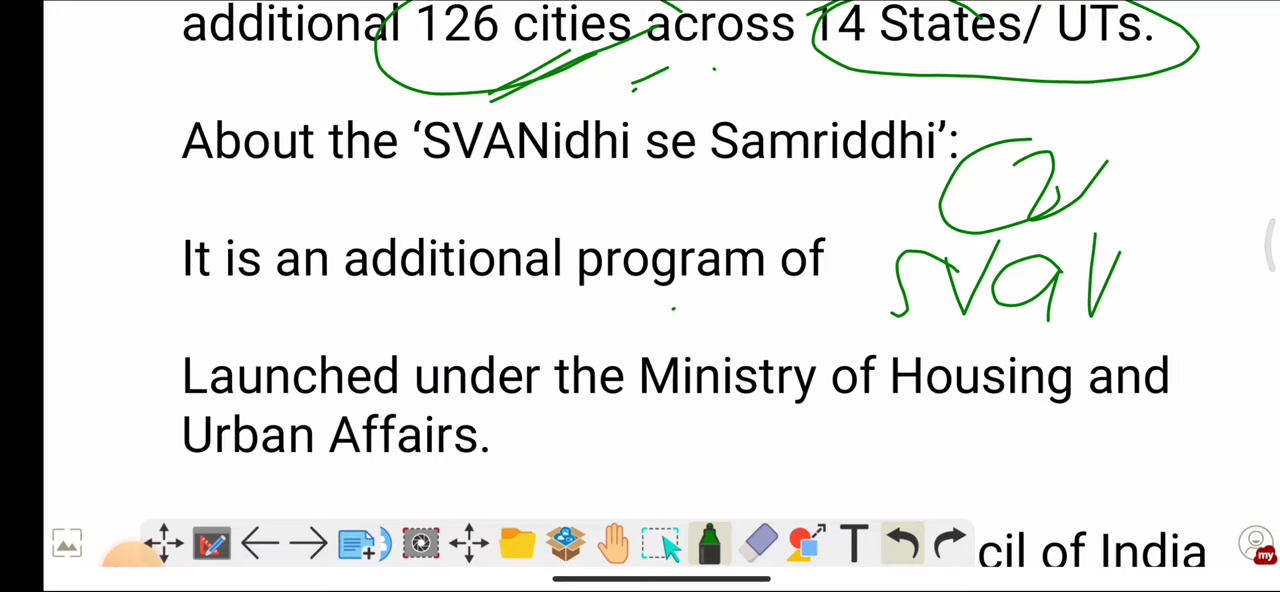 additional 126 cities across 14 States/ UTs.
About the ‘SVANidhi se Samriddhi’:
It is an additional program of
Launched under the Ministry of Housing and
Urban Affairs.
cil of India
my